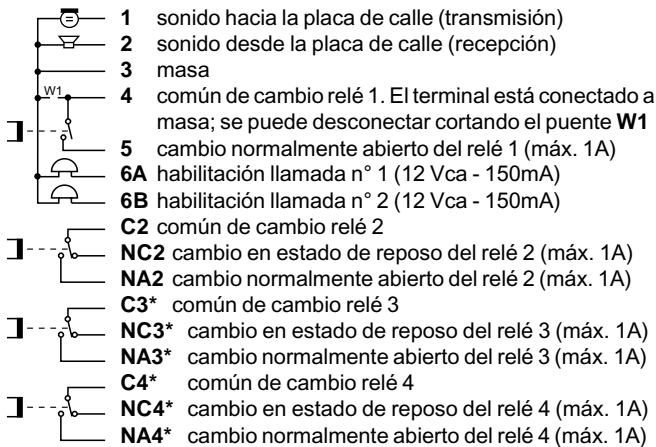 1 sonido hacia la placa de calle (transmisión)
2 sonido desde la placa de calle (recepción)
3 masa
W1
4 común de cambio relé 1. El terminal está conectado a
masa; se puede desconectar cortando el puente W1
5 cambio normalmente abierto del relé 1 (máx. 1A)
6A habilitación llamada n° 1 (12 Vca - 150mA)
6B habilitación llamada n° 2 (12 Vca - 150mA)
C2 común de cambio relé 2
NC2 cambio en estado de reposo del relé 2 (máx. 1A)
NA2 cambio normalmente abierto del relé 2 (máx. 1A)
C3* común de cambio relé 3
NC3* cambio en estado de reposo del relé 3 (máx. 1A)
NA3* cambio normalmente abierto del relé 3 (máx. 1A)
C4* común de cambio relé 4
NC4* cambio en estado de reposo del relé 4 (máx. 1A)
NA4* cambio normalmente abierto del relé 4 (máx. 1A)